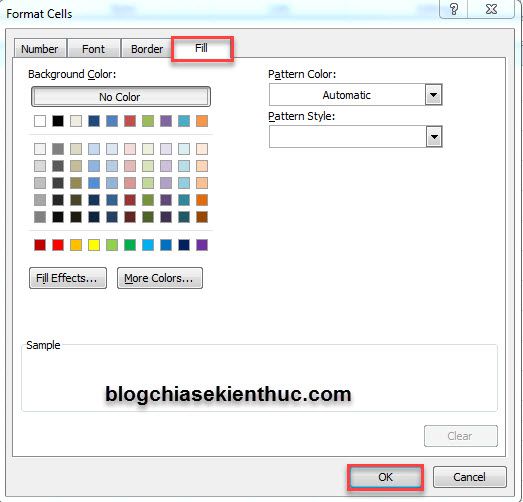 Format Cells
?
Number Font Border Fill
Background Color:
No Color
Pattern Color:
Automatic
Pattern Style:
Fill Effects... More Colors...
Sample
blogchiasekienthuc.com
Clear
OK Cancel